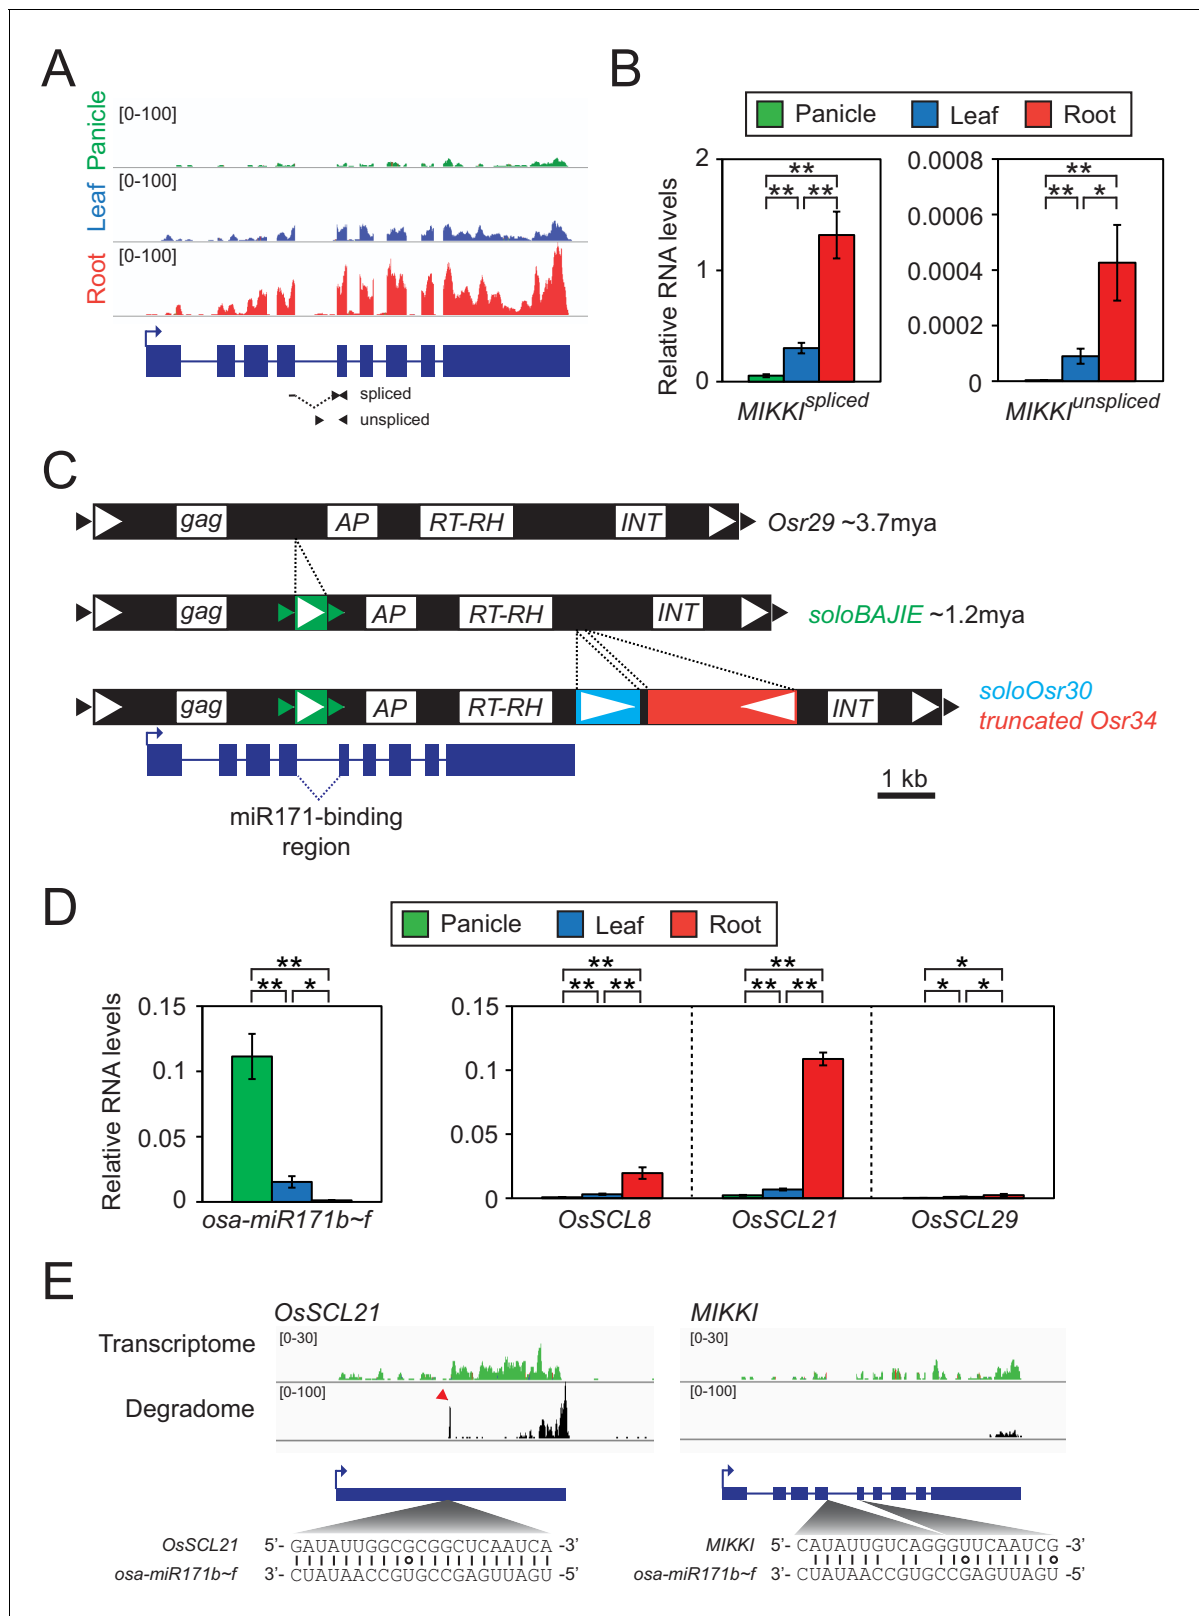 A
Panicle
[0-100]
Leaf
[0-100]
Root
[0-100]
spliced
unspliced
B
Panicle Leaf Root
Relative RNA levels
2
1
0
** ** **
MIKKI^spliced
0.0008
0.0006
0.0004
0.0002
0
** ** *
MIKKI^unspliced
C
gag AP RT-RH INT Osr29 ~3.7mya
gag AP RT-RH INT soloBAJIE ~1.2mya
gag AP RT-RH INT soloOsr30
truncated Osr34
miR171-binding
region
1 kb
D
Panicle Leaf Root
Relative RNA levels
0.15
0.1
0.05
0
** ** *
osa-miR171b~f
0.15
0.1
0.05
0
** ** **
** ** **
* * *
OsSCL8 OsSCL21 OsSCL29
E
OsSCL21 MIKKI
Transcriptome [0-30] [0-30]
Degradome [0-100] [0-100]
OsSCL21 5'- GAUAUUGGCGCGGCUCAAUCA -3'
osa-miR171b~f 3'- CUAUAACCGUGCCGAGUUAGU -5'
MIKKI 5'- CAUAUUGUCAGGGUUCAAUCG -3'
osa-miR171b~f 3'- CUAUAACCGUGCCGAGUUAGU -5'